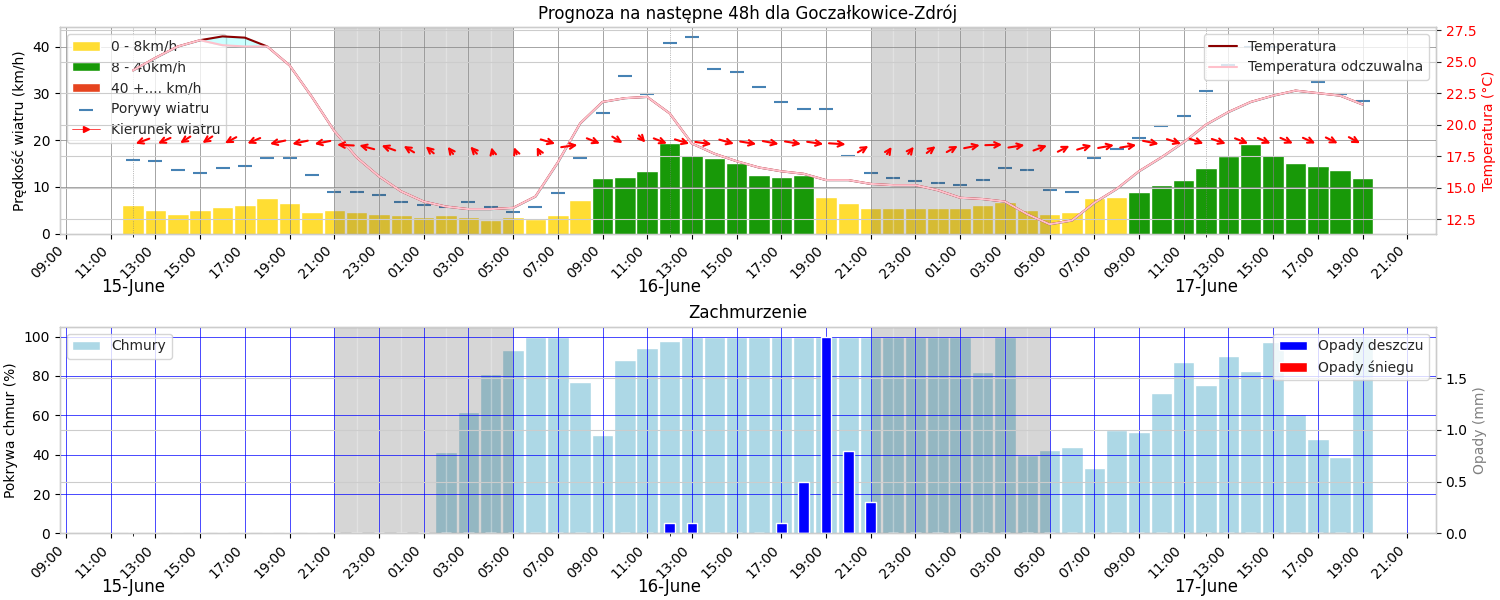 Prognoza na następne 48h dla Goczałkowice-Zdrój
Prędkość wiatru (km/h)
40
30
20
10
0
0 - 8km/h
8 - 40km/h
40 +.... km/h
Porywy wiatru
Kierunek wiatru
Temperatura
Temperatura odczuwalna
27.5
25.0
22.5
20.0
17.5
15.0
12.5
Temperatura (°C)
09:00 11:00 13:00 15:00 17:00 19:00 21:00 23:00 01:00 03:00 05:00 07:00 09:00 11:00 13:00 15:00 17:00 19:00 21:00 23:00 01:00 03:00 05:00 07:00 09:00 11:00 13:00 15:00 17:00 19:00 21:00
15-June 16-June 17-June
Zachmurzenie
Pokrywa chmur (%)
100
80
60
40
20
0
Chmury
Opady deszczu
Opady śniegu
1.5
1.0
0.5
0.0
Opady (mm)
09:00 11:00 13:00 15:00 17:00 19:00 21:00 23:00 01:00 03:00 05:00 07:00 09:00 11:00 13:00 15:00 17:00 19:00 21:00 23:00 01:00 03:00 05:00 07:00 09:00 11:00 13:00 15:00 17:00 19:00 21:00
15-June 16-June 17-June